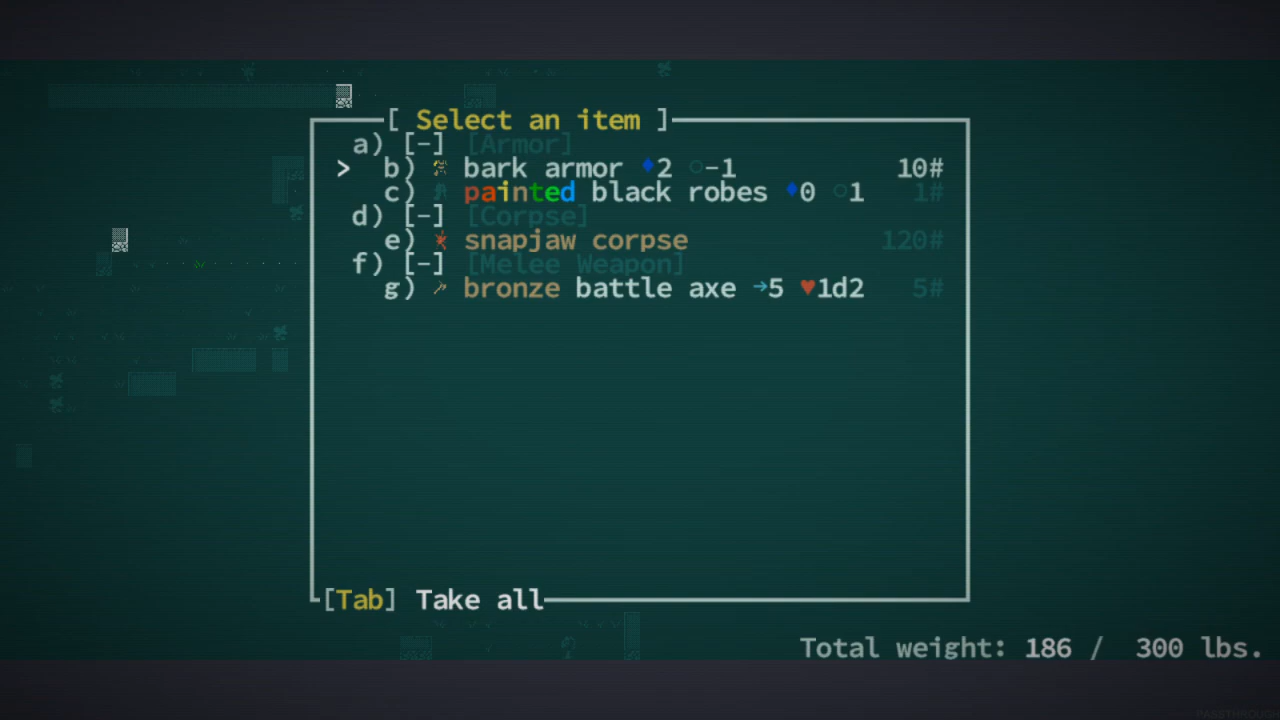 [ Select an item ]
a) [-] [Armor]
> b) bark armor ♦2 ○-1 10#
c) painted black robes ♦0 ○1 1#
d) [-] [Corpse]
e) snapjaw corpse 120#
f) [-] [Melee Weapon]
g) bronze battle axe →5 ♥1d2 5#
[Tab] Take all
Total weight: 186 / 300 lbs.